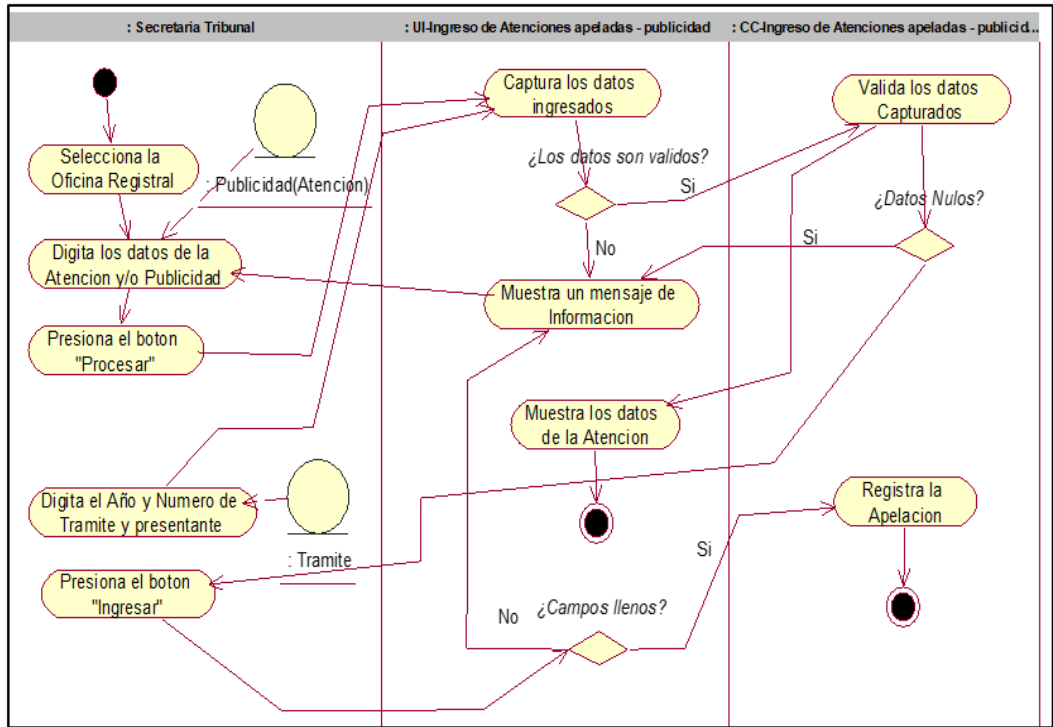 : Secretaria Tribunal
: UI-Ingreso de Atenciones apeladas - publicidad
: CC-Ingreso de Atenciones apeladas - publicid...
Selecciona la
Oficina Registral
: Publicidad(Atencion)
Digita los datos de la
Atencion y/o Publicidad
Presiona el boton
"Procesar"
Digita el Año y Numero de
Tramite y presentante
: Tramite
Presiona el boton
"Ingresar"
Captura los datos
ingresados
¿Los datos son validos?
Si
No
Muestra un mensaje de
Informacion
Muestra los datos
de la Atencion
No
¿Campos llenos?
Si
Valida los datos
Capturados
¿Datos Nulos?
Si
Registra la
Apelacion